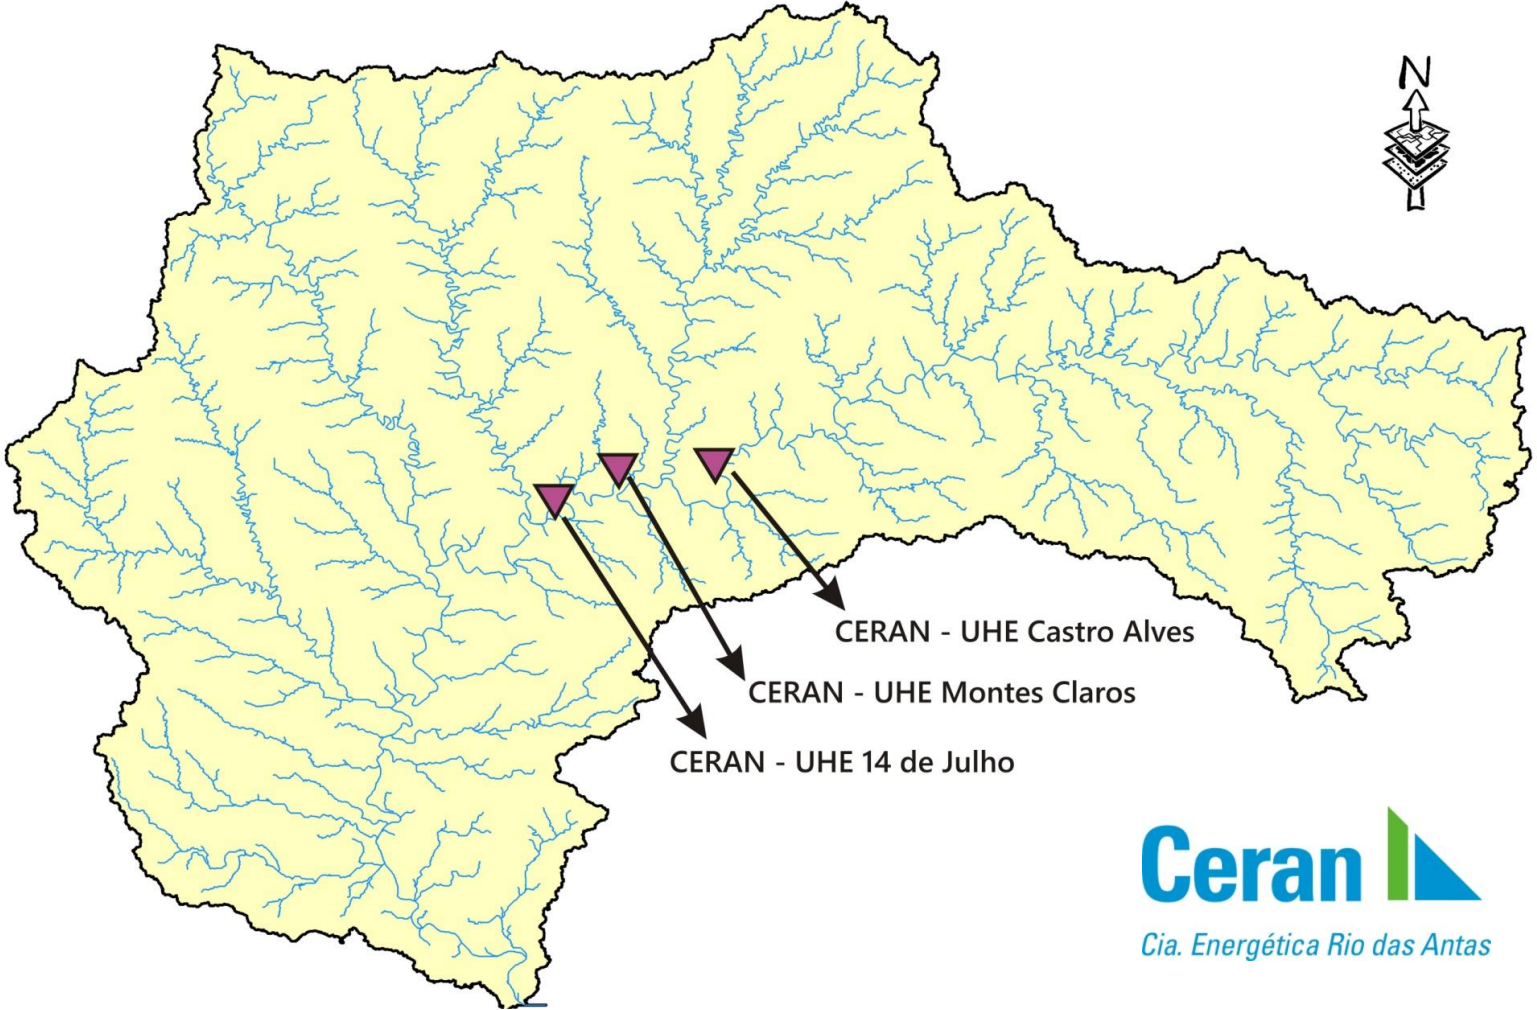 N
CERAN - UHE Castro Alves
CERAN - UHE Montes Claros
CERAN - UHE 14 de Julho
Ceran
Cia. Energética Rio das Antas